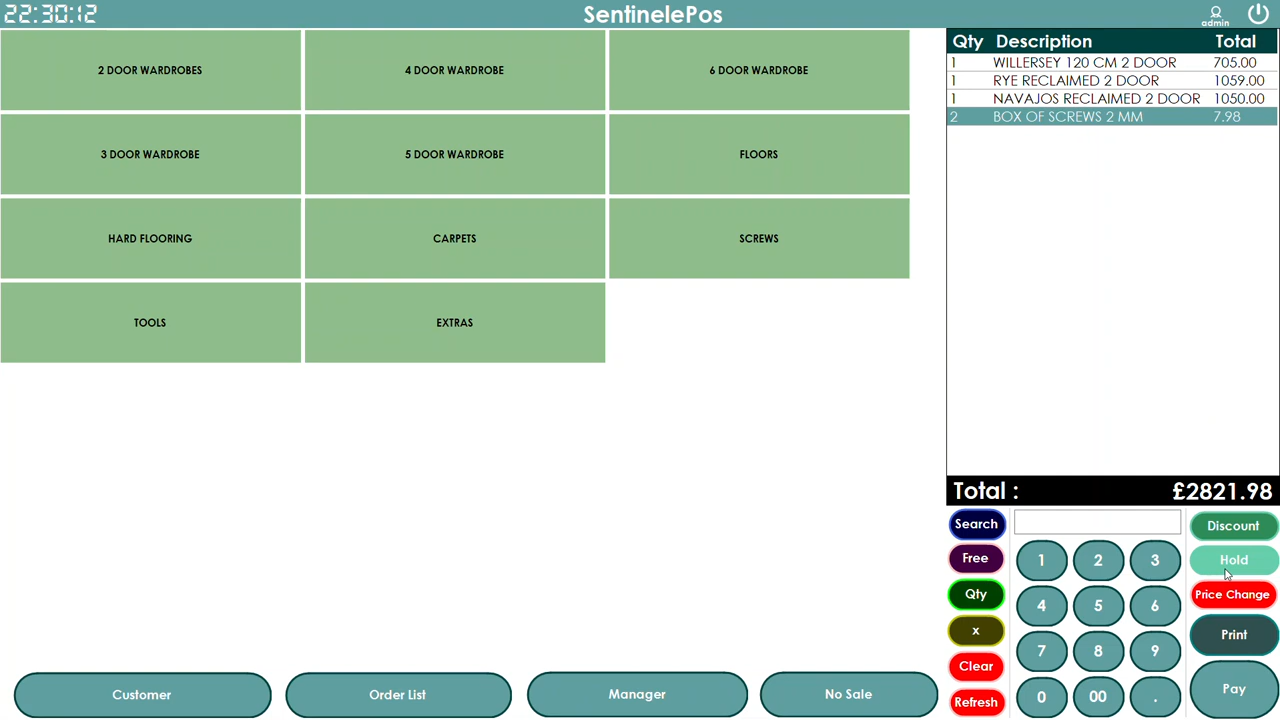 22:30:12
SentinelePos
admin
2 DOOR WARDROBES
4 DOOR WARDROBE
6 DOOR WARDROBE
3 DOOR WARDROBE
5 DOOR WARDROBE
FLOORS
HARD FLOORING
CARPETS
SCREWS
TOOLS
EXTRAS
Qty Description Total
1 WILLERSEY 120 CM 2 DOOR 705.00
1 RYE RECLAIMED 2 DOOR 1059.00
1 NAVAJOS RECLAIMED 2 DOOR 1050.00
2 BOX OF SCREWS 2 MM 7.98
Total : £2821.98
Search
Free
Qty
x
Clear
Refresh
1 2 3
4 5 6
7 8 9
0 00 .
Discount
Hold
Price Change
Print
Pay
Customer
Order List
Manager
No Sale